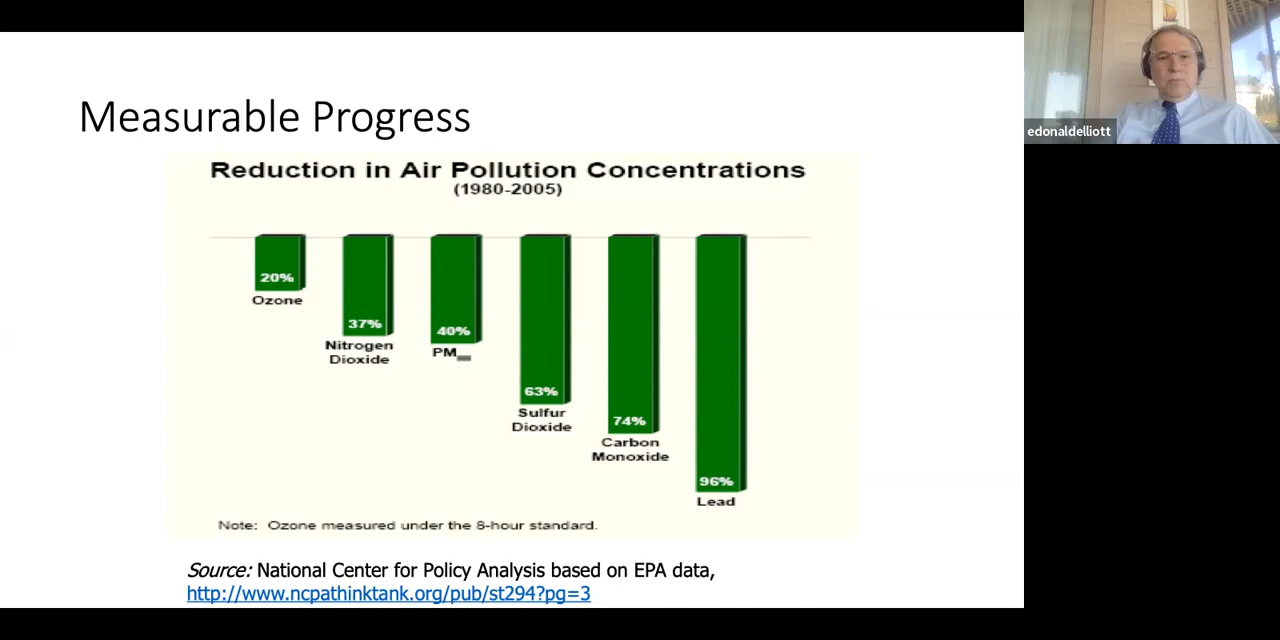 Measurable Progress
Reduction in Air Pollution Concentrations
(1980-2005)
20%
Ozone
37%
Nitrogen
Dioxide
40%
PM
63%
Sulfur
Dioxide
74%
Carbon
Monoxide
96%
Lead
Note: Ozone measured under the 8-hour standard.
Source: National Center for Policy Analysis based on EPA data,
http://www.ncpathinktank.org/pub/st294?pg=3
edonaldelliott